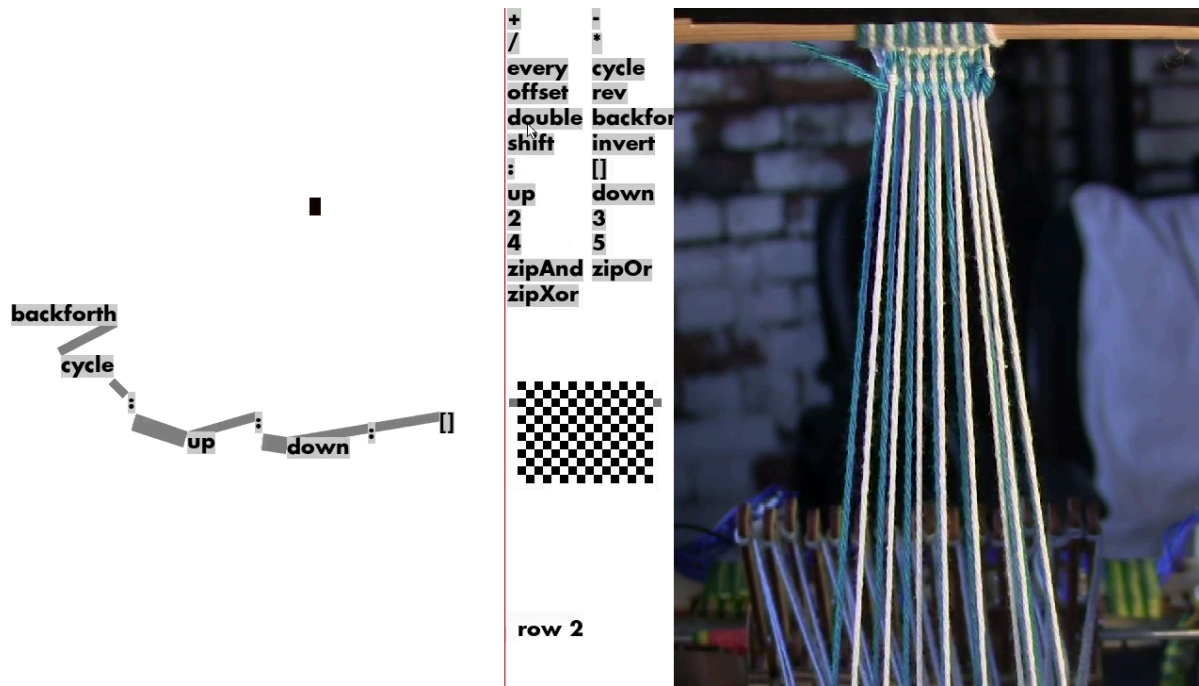 backforth
cycle
:
up
:
down
:
[]
+ -
/ *
every cycle
offset rev
double backfor
shift invert
: []
up down
2 3
4 5
zipAnd zipOr
zipXor
row 2